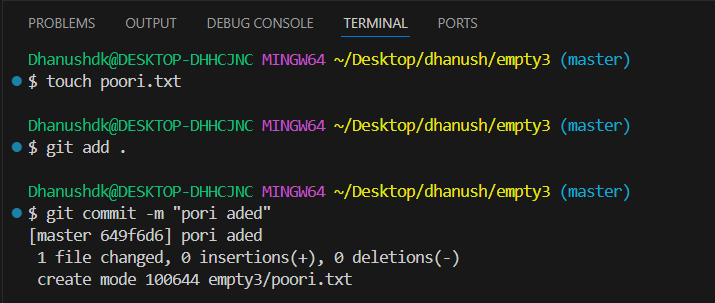 PROBLEMS OUTPUT DEBUG CONSOLE TERMINAL PORTS
Dhanushdk@DESKTOP-DHHCJNC MINGW64 ~/Desktop/dhanush/empty3 (master)
$ touch poori.txt
Dhanushdk@DESKTOP-DHHCJNC MINGW64 ~/Desktop/dhanush/empty3 (master)
$ git add .
Dhanushdk@DESKTOP-DHHCJNC MINGW64 ~/Desktop/dhanush/empty3 (master)
$ git commit -m "pori aded"
[master 649f6d6] pori aded
 1 file changed, 0 insertions(+), 0 deletions(-)
 create mode 100644 empty3/poori.txt